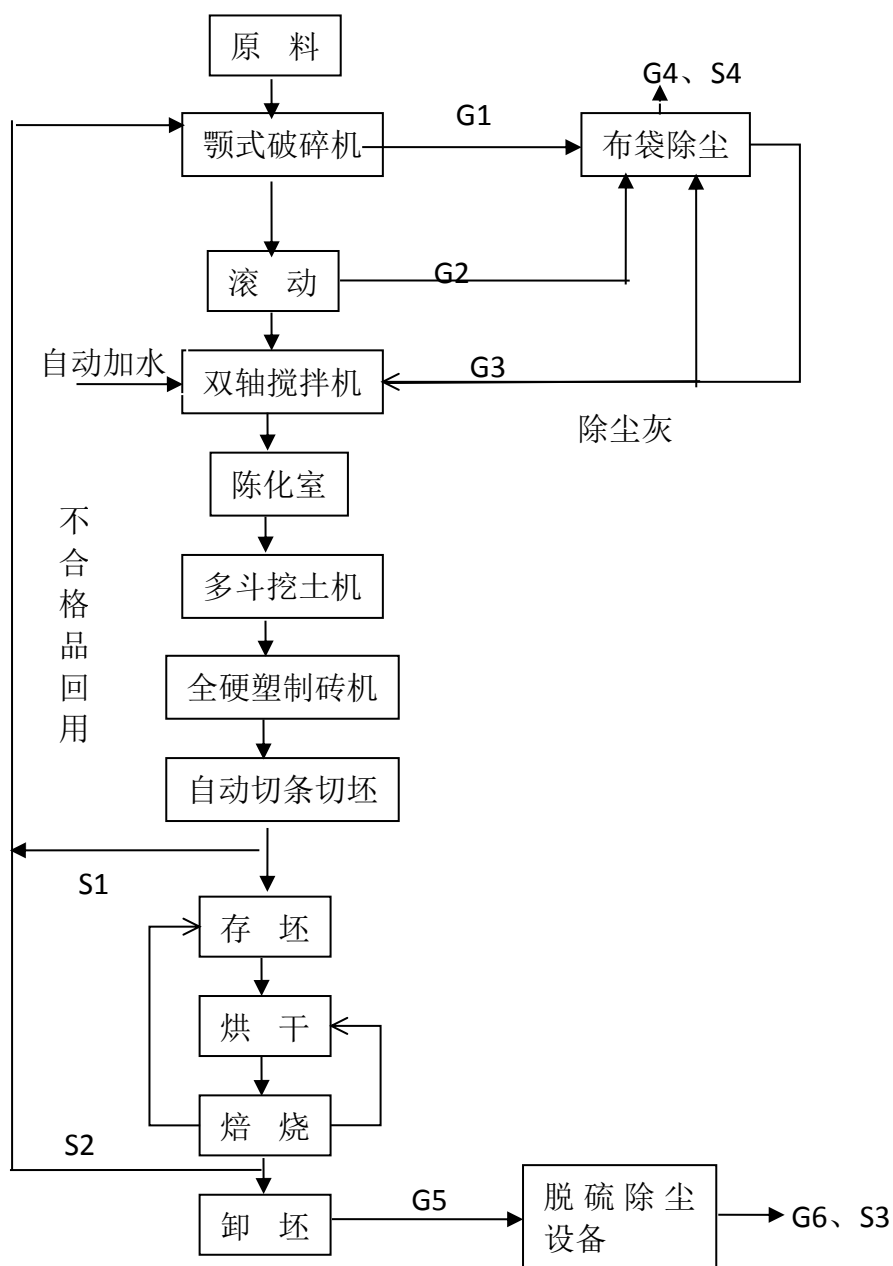 原 料
G4、S4
G1
颚式破碎机
布袋除尘
滚 动
G2
自动加水
双轴搅拌机
G3
除尘灰
陈化室
不合格品回用
多斗挖土机
全硬塑制砖机
自动切条切坯
S1
存 坯
烘 干
焙 烧
S2
卸 坯
G5
脱硫除尘
设备
G6、S3